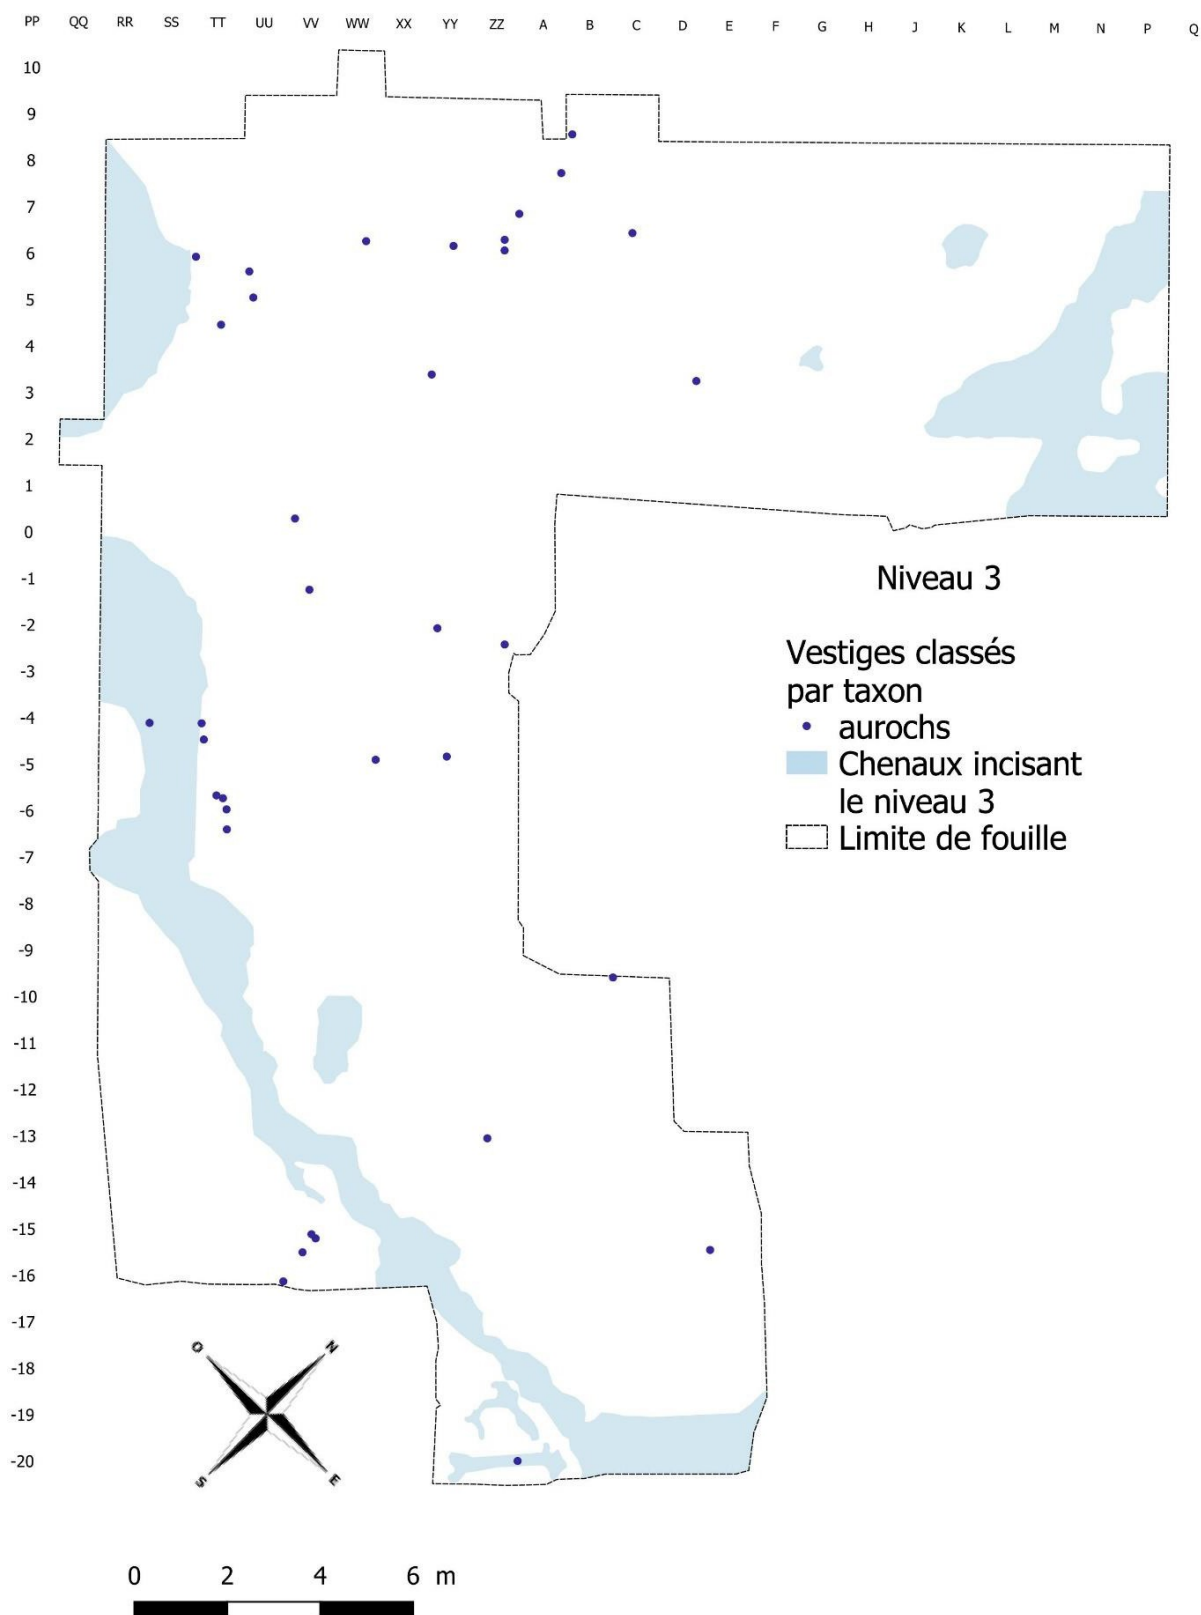 PP QQ RR SS TT UU VV WW XX YY ZZ A B C D E F G H J K L M N P Q
10
9
8
7
6
5
4
3
2
1
0
-1
-2
-3
-4
-5
-6
-7
-8
-9
-10
-11
-12
-13
-14
-15
-16
-17
-18
-19
-20
Niveau 3
Vestiges classés
par taxon
aurochs
Chenaux incisant
le niveau 3
Limite de fouille
O N
S E
0 2 4 6 m